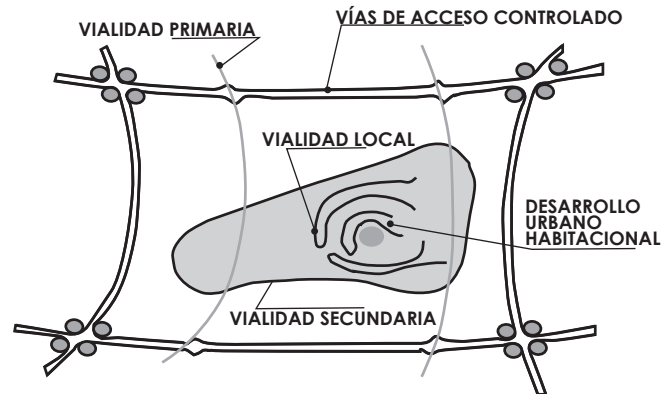 VIALIDAD PRIMARIA
VÍAS DE ACCESO CONTROLADO
VIALIDAD LOCAL
DESARROLLO
URBANO
HABITACIONAL
VIALIDAD SECUNDARIA